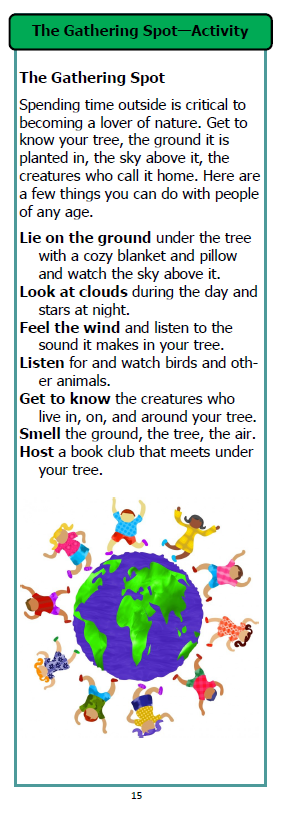 The Gathering Spot—Activity
The Gathering Spot
Spending time outside is critical to
becoming a lover of nature. Get to
know your tree, the ground it is
planted in, the sky above it, the
creatures who call it home. Here are
a few things you can do with people
of any age.
Lie on the ground under the tree
with a cozy blanket and pillow
and watch the sky above it.
Look at clouds during the day and
stars at night.
Feel the wind and listen to the
sound it makes in your tree.
Listen for and watch birds and oth-
er animals.
Get to know the creatures who
live in, on, and around your tree.
Smell the ground, the tree, the air.
Host a book club that meets under
your tree.
15